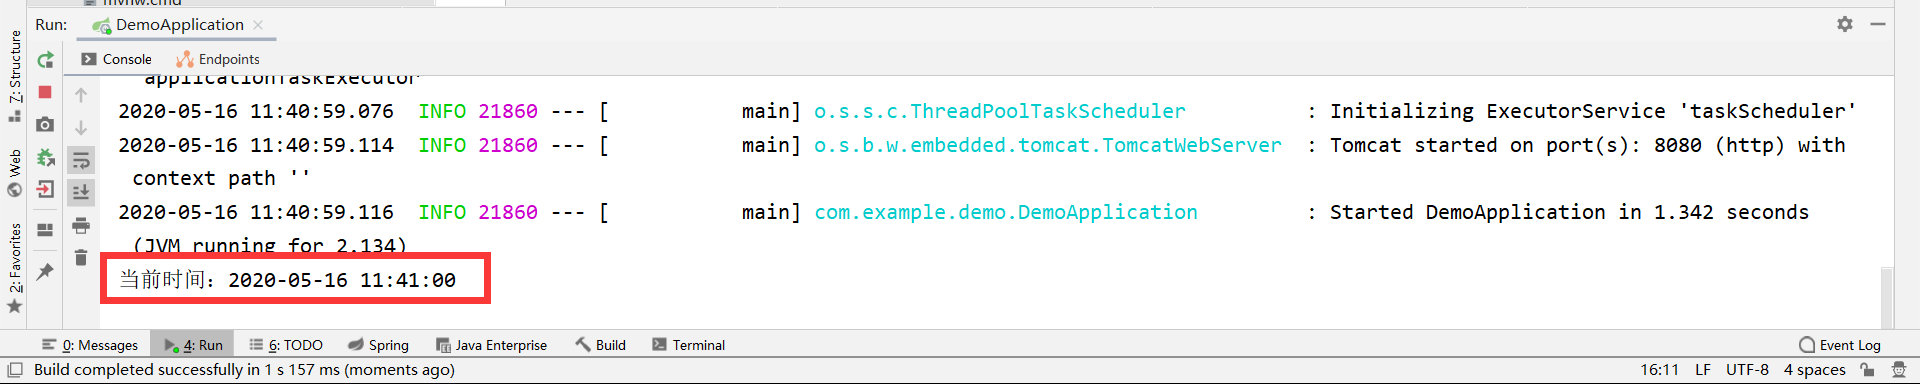 mvnw.cmd
Run: DemoApplication
Console Endpoints
applicationTaskExecutor'
2020-05-16 11:40:59.076  INFO 21860 --- [           main] o.s.s.c.ThreadPoolTaskScheduler          : Initializing ExecutorService 'taskScheduler'
2020-05-16 11:40:59.114  INFO 21860 --- [           main] o.s.b.w.embedded.tomcat.TomcatWebServer  : Tomcat started on port(s): 8080 (http) with
context path ''
2020-05-16 11:40:59.116  INFO 21860 --- [           main] com.example.demo.DemoApplication         : Started DemoApplication in 1.342 seconds
(JVM running for 2.134)
当前时间：2020-05-16 11:41:00
Z: Structure
Web
2: Favorites
0: Messages 4: Run 6: TODO Spring Java Enterprise Build Terminal Event Log
Build completed successfully in 1 s 157 ms (moments ago) 16:11 LF UTF-8 4 spaces